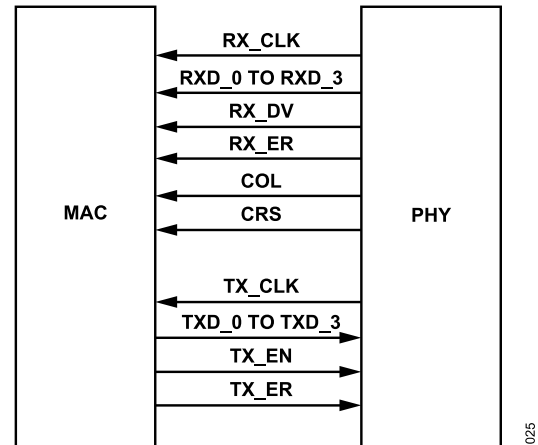 RX_CLK
RXD_0 TO RXD_3
RX_DV
RX_ER
COL
MAC
CRS
PHY
TX_CLK
TXD_0 TO TXD_3
TX_EN
TX_ER
025